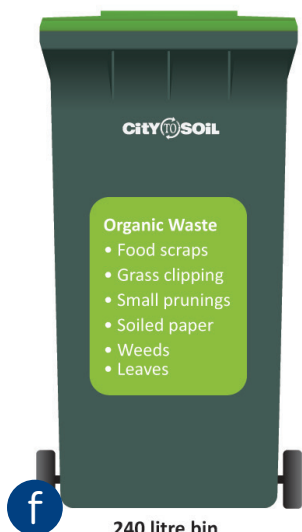 CITY TO SOIL
Organic Waste
• Food scraps
• Grass clipping
• Small prunings
• Soiled paper
• Weeds
• Leaves
f
240 litre bin